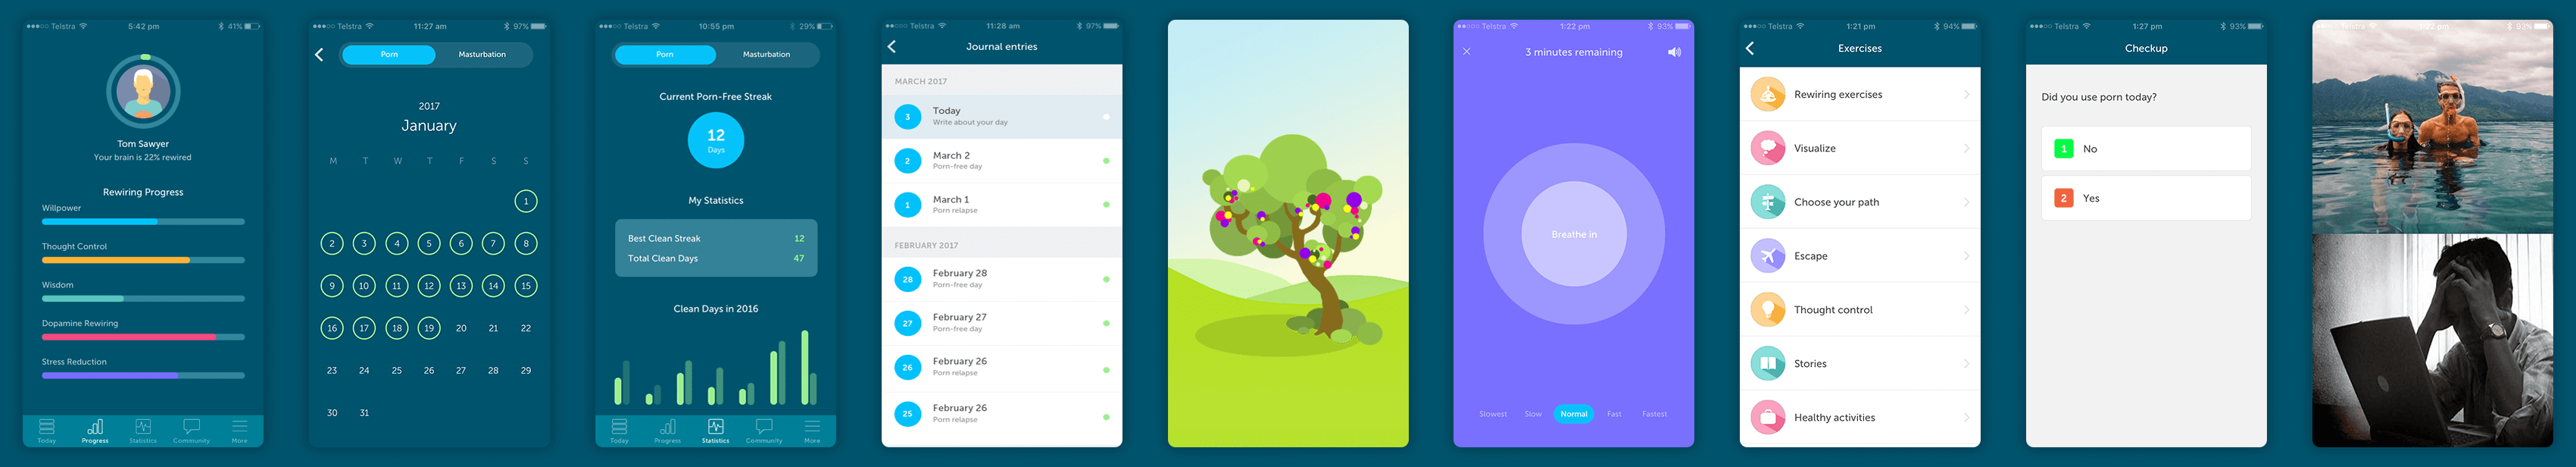 Telstra 5:42 pm 41%
Tom Sawyer
Your brain is 22% rewired
Rewiring Progress
Willpower
Thought Control
Wisdom
Dopamine Rewiring
Stress Reduction
Today Progress Statistics Community More
Telstra 11:27 am 97%
Porn Masturbation
2017
January
M T W T F S S
1
2 3 4 5 6 7 8
9 10 11 12 13 14 15
16 17 18 19 20 21 22
23 24 25 26 27 28 29
30 31
Telstra 10:55 pm 29%
Porn Masturbation
Current Porn-Free Streak
12
Days
My Statistics
Best Clean Streak 12
Total Clean Days 47
Clean Days in 2016
Today Progress Statistics Community More
Telstra 11:28 am 97%
Journal entries
MARCH 2017
3 Today
Write about your day
2 March 2
Porn-free day
1 March 1
Porn relapse
FEBRUARY 2017
28 February 28
Porn-free day
27 February 27
Porn-free day
26 February 26
Porn relapse
25 February 26
Porn relapse
Telstra 1:22 pm 93%
3 minutes remaining
Breathe in
Slowest Slow Normal Fast Fastest
Telstra 1:21 pm 94%
Exercises
Rewiring exercises
Visualize
Choose your path
Escape
Thought control
Stories
Healthy activities
Telstra 1:27 pm 93%
Checkup
Did you use porn today?
1 No
2 Yes
Telstra 1:22 pm 93%